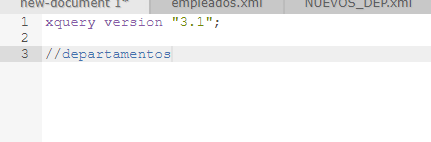 new-document 1* empleados.xml NUEVOS_DEP.xml
1 xquery version "3.1";
2
3 //departamentos